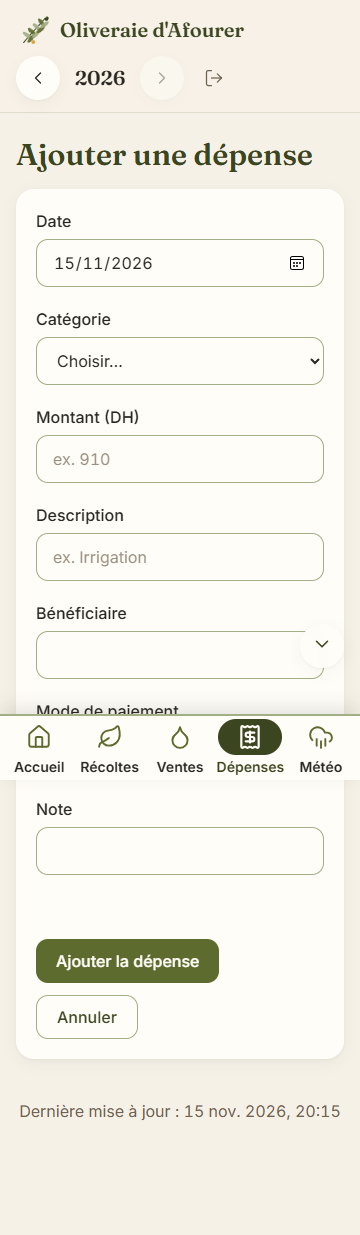 Oliveraie d'Afourer
2026
Ajouter une dépense
Date
15/11/2026
Catégorie
Choisir...
Montant (DH)
ex. 910
Description
ex. Irrigation
Bénéficiaire
Mode de paiement
Accueil
Récoltes
Ventes
Dépenses
Météo
Note
Ajouter la dépense
Annuler
Dernière mise à jour : 15 nov. 2026, 20:15